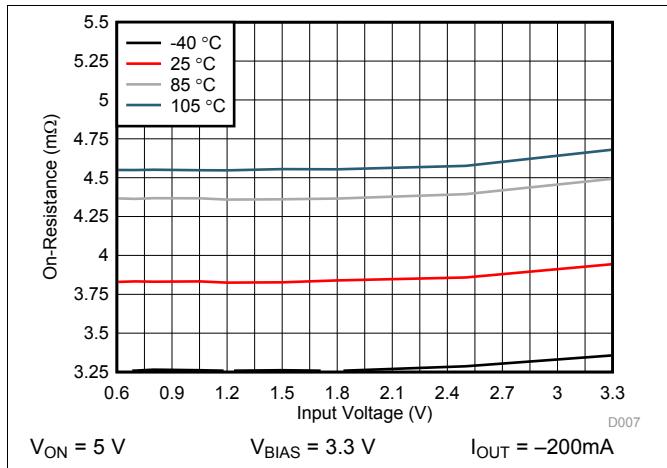 5.5
5.25
5
4.75
4.5
4.25
4
3.75
3.5
3.25
On-Resistance (mΩ)
-40 °C
25 °C
85 °C
105 °C
0.6 0.9 1.2 1.5 1.8 2.1 2.4 2.7 3 3.3
Input Voltage (V)
D007
V_ON = 5 V V_BIAS = 3.3 V I_OUT = –200mA